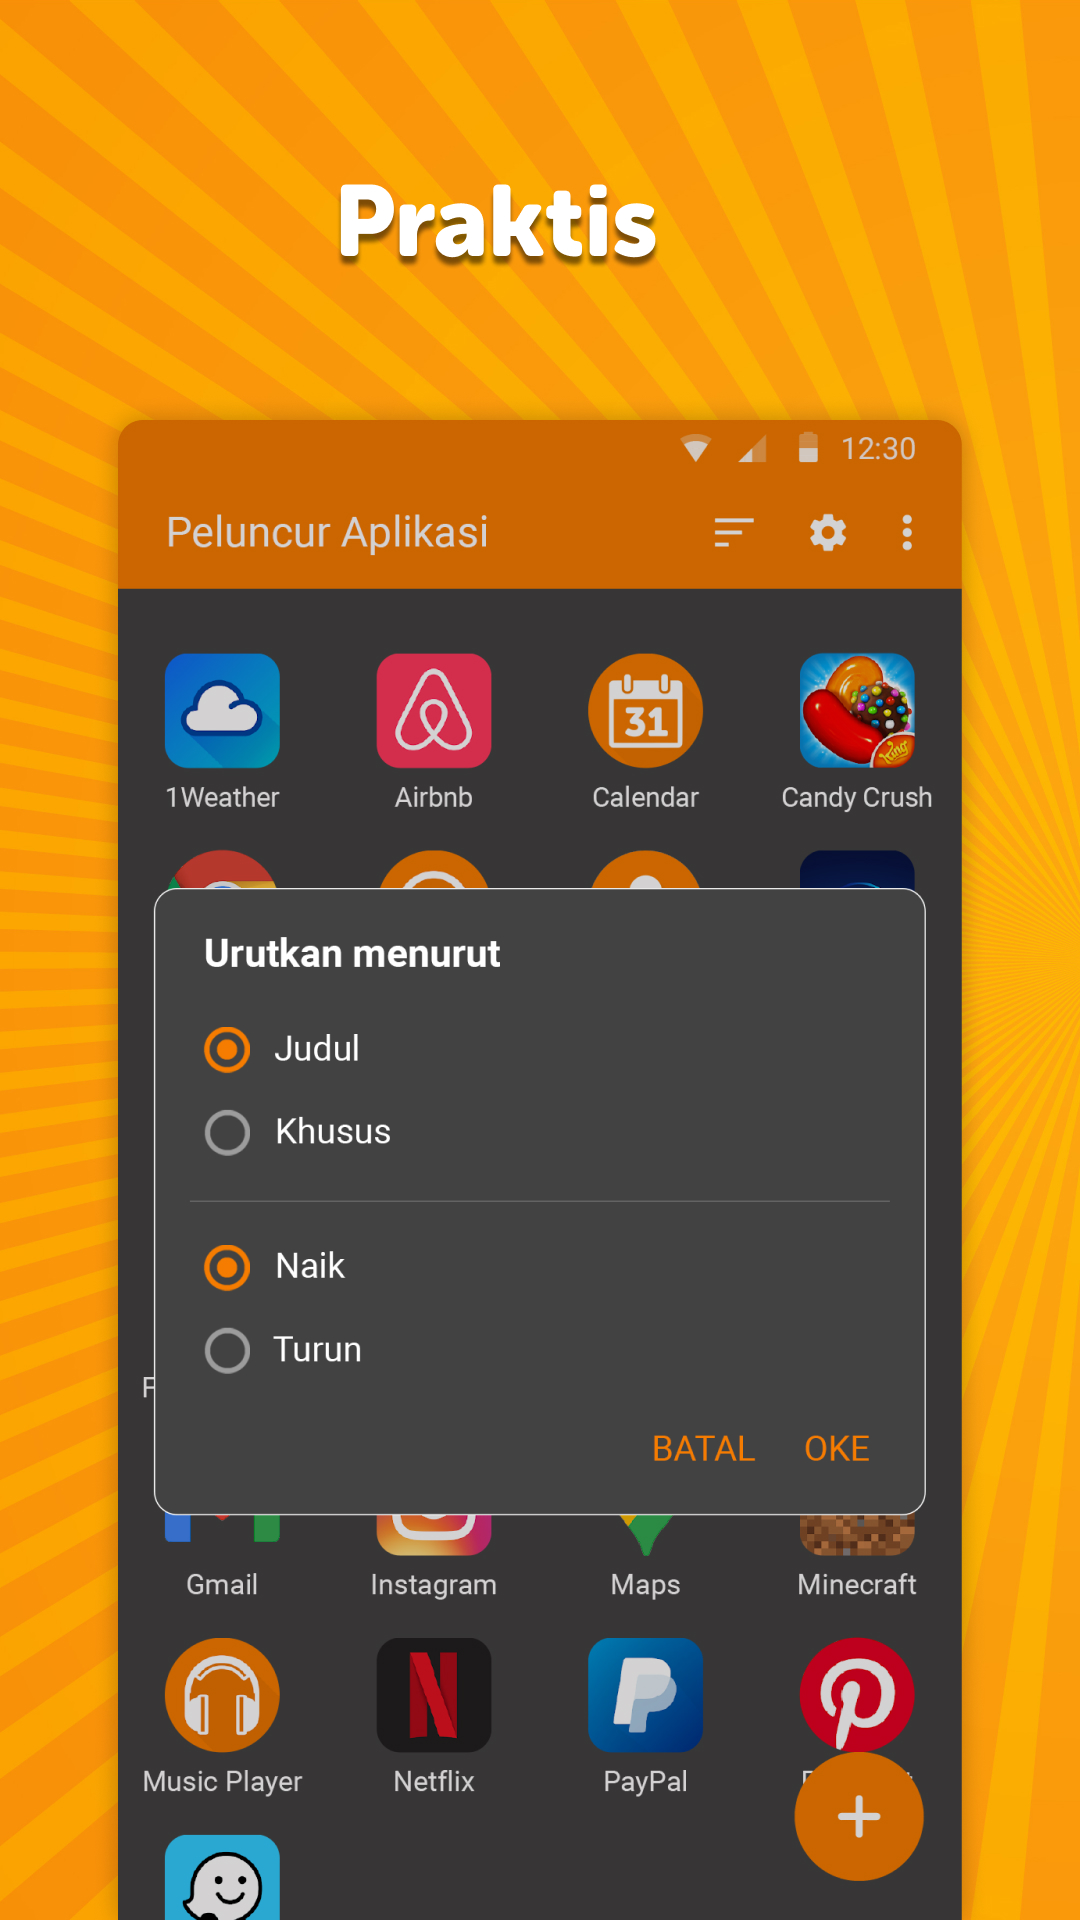 Praktis
12:30
Peluncur Aplikasi
31
King
1Weather
Airbnb
Calendar
Candy Crush
Urutkan menurut
Judul
Khusus
Naik
Turun
BATAL
OKE
Gmail
Instagram
Maps
Minecraft
Music Player
Netflix
PayPal